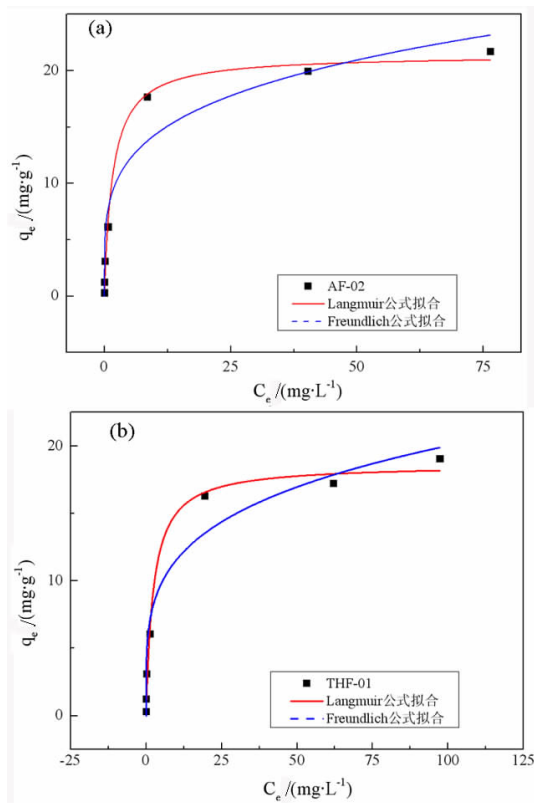 (a)
20
10
0
q_e /(mg·g⁻¹)
AF-02
Langmuir公式拟合
Freundlich公式拟合
0 25 50 75
C_e /(mg·L⁻¹)
(b)
20
10
0
q_e /(mg·g⁻¹)
THF-01
Langmuir公式拟合
Freundlich公式拟合
-25 0 25 50 75 100 125
C_e /(mg·L⁻¹)